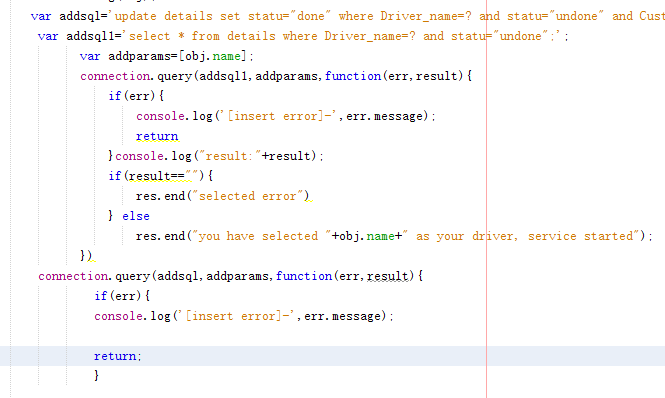 var addsql='update details set statu="done" where Driver_name=? and statu="undone" and Cust
var addsql1='select * from details where Driver_name=? and statu="undone";';
var addparams=[obj.name];
connection.query(addsql1,addparams,function(err,result){
if(err){
console.log('[insert error]-',err.message);
return
}console.log("result:"+result);
if(result==""){
res.end("selected error")
} else
res.end("you have selected "+obj.name+" as your driver, service started");
})
connection.query(addsql,addparams,function(err,result){
if(err){
console.log('[insert error]-',err.message);
return;
}